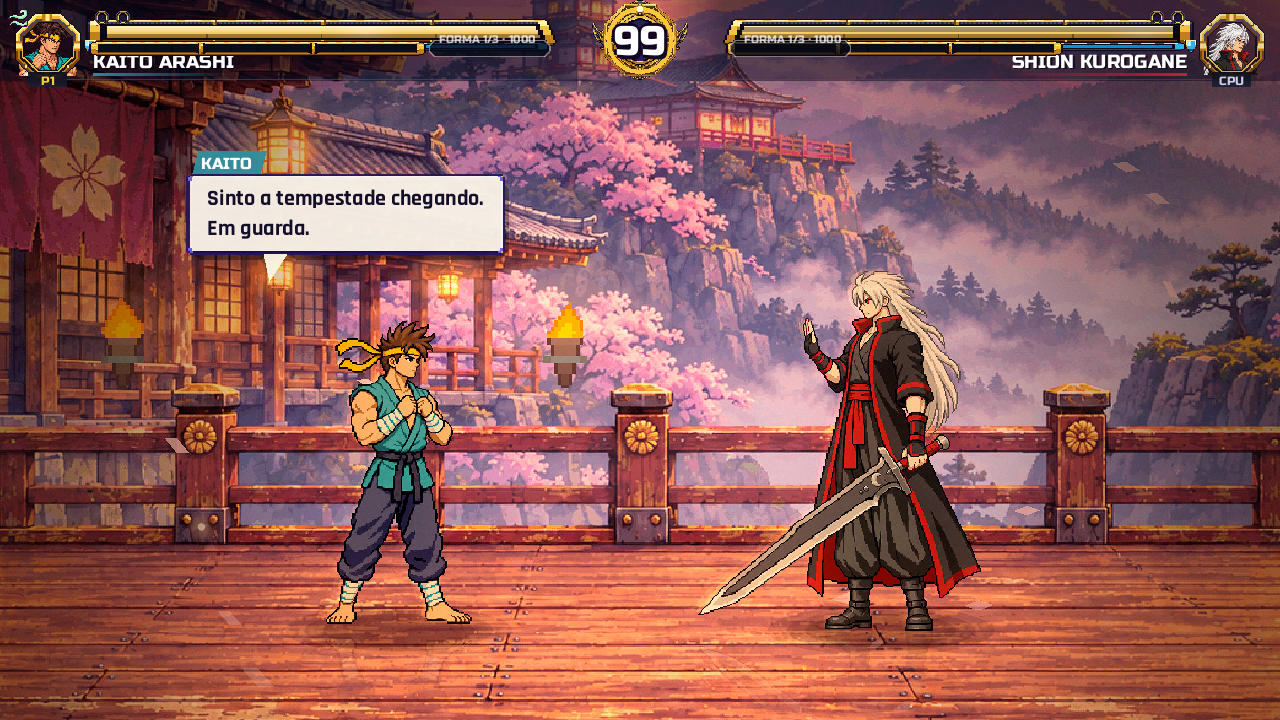 FORMA 1/3 · 1000
99
FORMA 1/3 · 1000
KAITO ARASHI
SHION KUROGANE
P1
CPU
KAITO
Sinto a tempestade chegando.
Em guarda.